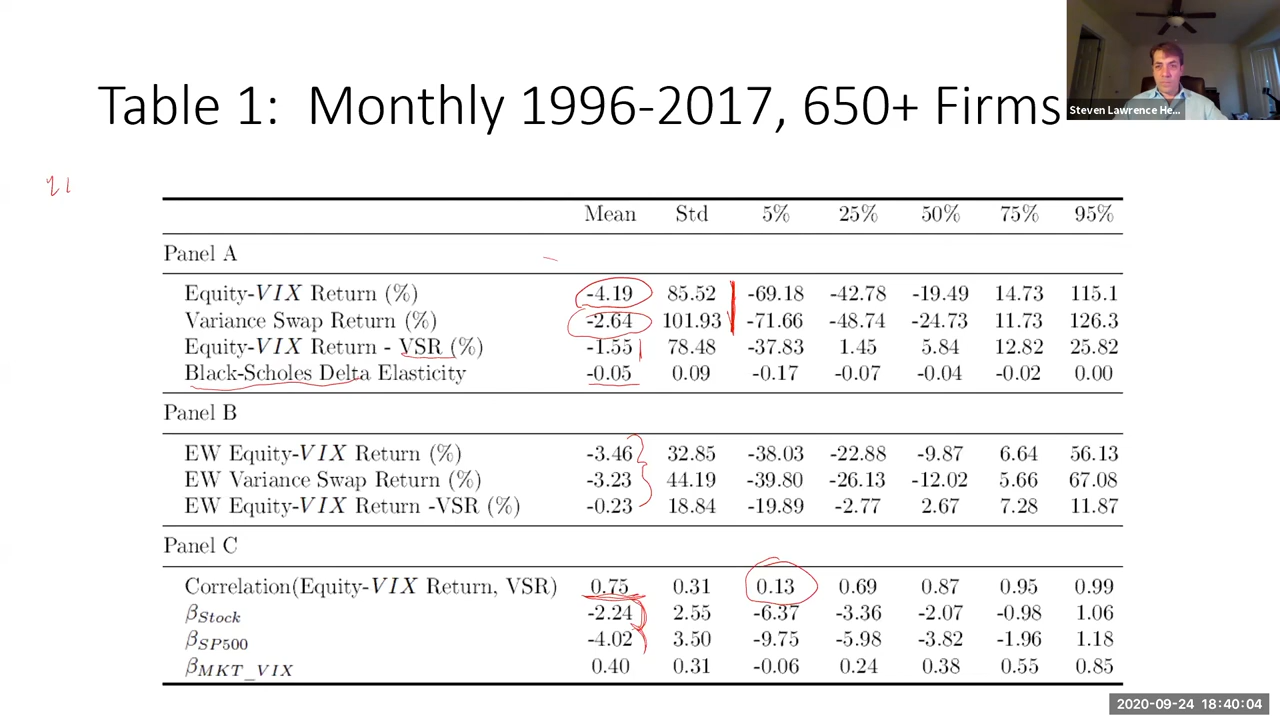 Table 1: Monthly 1996-2017, 650+ Firms
Steven Lawrence He...
21
Mean Std 5% 25% 50% 75% 95%
Panel A
Equity-VIX Return (%) -4.19 85.52 -69.18 -42.78 -19.49 14.73 115.1
Variance Swap Return (%) -2.64 101.93 -71.66 -48.74 -24.73 11.73 126.3
Equity-VIX Return - VSR (%) -1.55 78.48 -37.83 1.45 5.84 12.82 25.82
Black-Scholes Delta Elasticity -0.05 0.09 -0.17 -0.07 -0.04 -0.02 0.00
Panel B
EW Equity-VIX Return (%) -3.46 32.85 -38.03 -22.88 -9.87 6.64 56.13
EW Variance Swap Return (%) -3.23 44.19 -39.80 -26.13 -12.02 5.66 67.08
EW Equity-VIX Return -VSR (%) -0.23 18.84 -19.89 -2.77 2.67 7.28 11.87
Panel C
Correlation(Equity-VIX Return, VSR) 0.75 0.31 0.13 0.69 0.87 0.95 0.99
βStock -2.24 2.55 -6.37 -3.36 -2.07 -0.98 1.06
βSP500 -4.02 3.50 -9.75 -5.98 -3.82 -1.96 1.18
βMKT_VIX 0.40 0.31 -0.06 0.24 0.38 0.55 0.85
2020-09-24 18:40:04